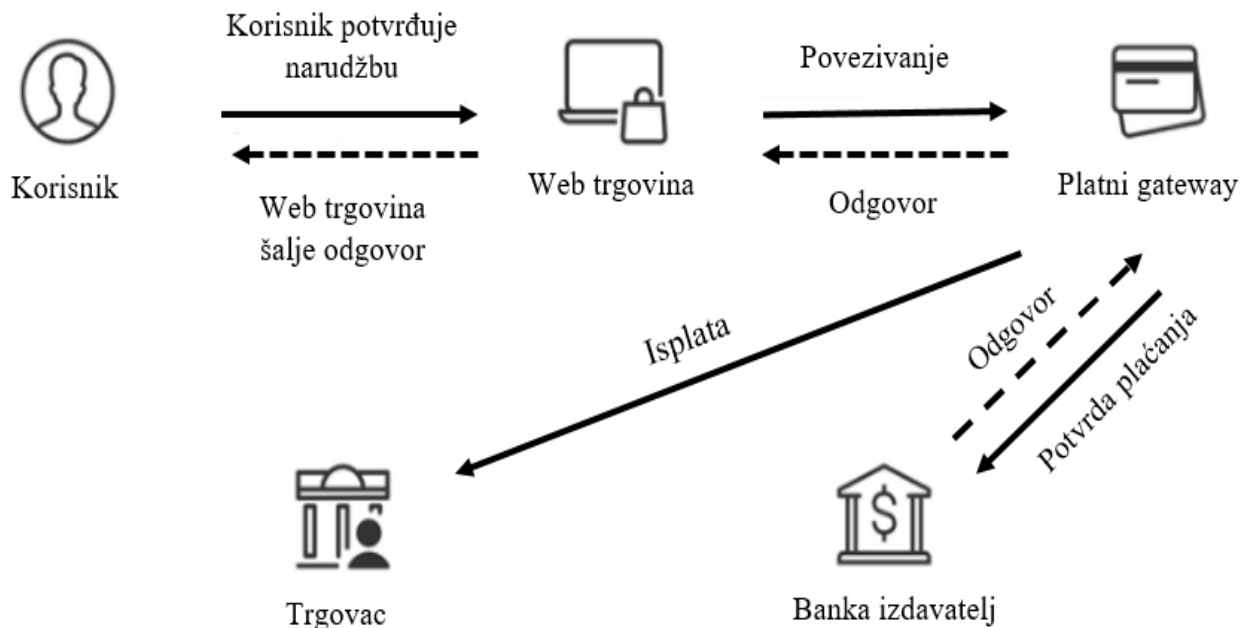 Korisnik potvrđuje
narudžbu
Povezivanje
Korisnik
Web trgovina
Platni gateway
Web trgovina
šalje odgovor
Odgovor
Isplata
Odgovor
Potvrda plaćanja
Trgovac
Banka izdavatelj
$